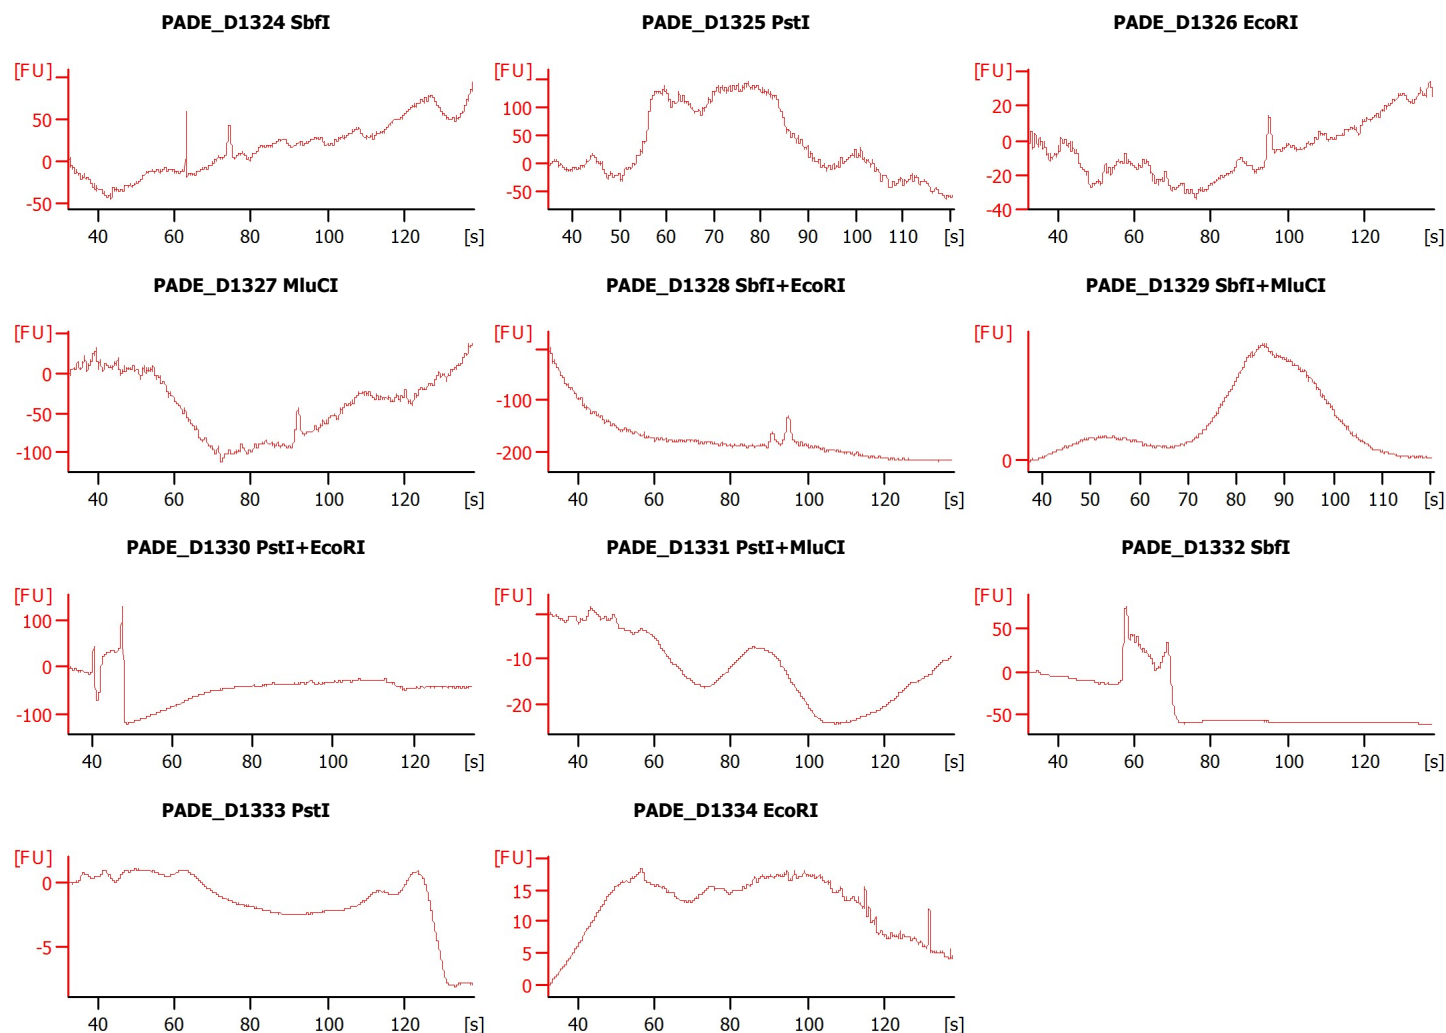 PADE_D1324 SbfI PADE_D1325 PstI PADE_D1326 EcoRI
[FU] [FU] [FU]
50 100 20
0 50 0
-50 0 -20
-50 -40
40 60 80 100 120 [s] 40 50 60 70 80 90 100 110 [s] 40 60 80 100 120 [s]
PADE_D1327 MluCI PADE_D1328 SbfI+EcoRI PADE_D1329 SbfI+MluCI
[FU] [FU] [FU]
0 -100 0
-50 -200
-100
40 60 80 100 120 [s] 40 60 80 100 120 [s] 40 50 60 70 80 90 100 110 [s]
PADE_D1330 PstI+EcoRI PADE_D1331 PstI+MluCI PADE_D1332 SbfI
[FU] [FU] [FU]
100 -10 50
0 -20 0
-100 -50
40 60 80 100 120 [s] 40 60 80 100 120 [s] 40 60 80 100 120 [s]
PADE_D1333 PstI PADE_D1334 EcoRI
[FU] [FU]
0 15
-5 10
5
0
40 60 80 100 120 [s] 40 60 80 100 120 [s]